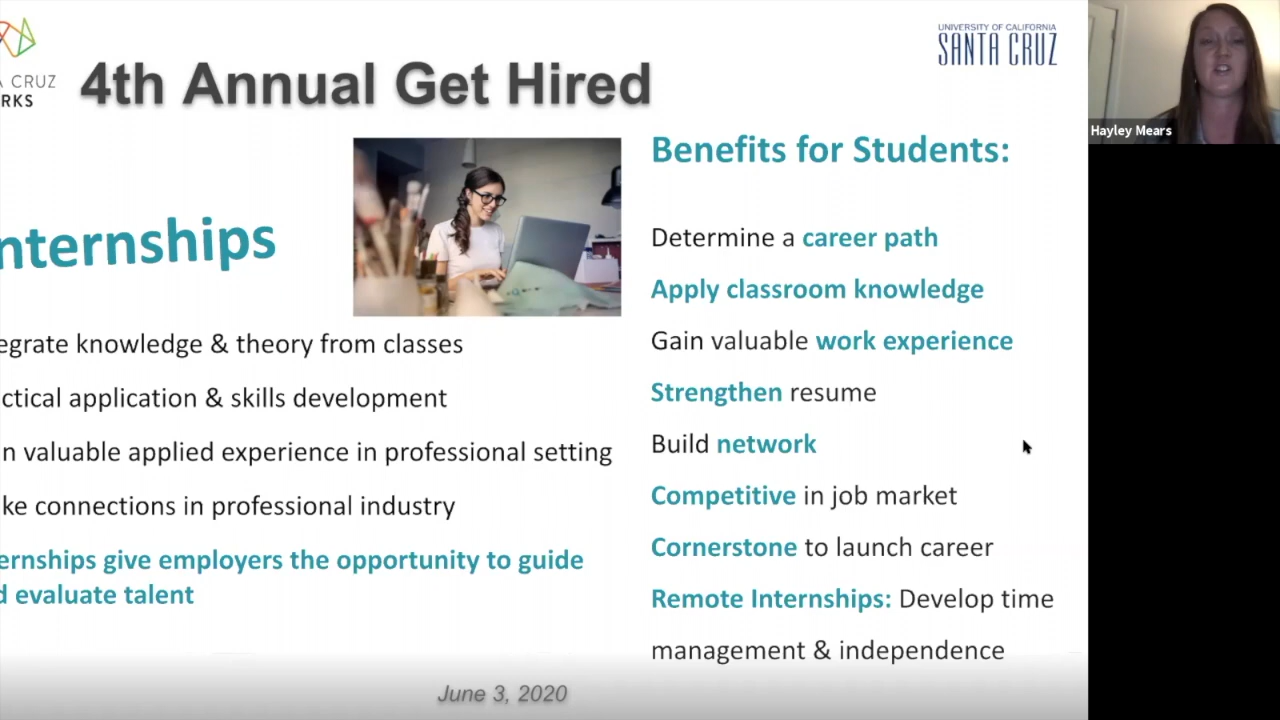 UNIVERSITY OF CALIFORNIA
SANTA CRUZ
A CRUZ
RKS
4th Annual Get Hired
Hayley Mears
nternships
egrate knowledge & theory from classes
ctical application & skills development
n valuable applied experience in professional setting
ke connections in professional industry
ernships give employers the opportunity to guide
d evaluate talent
Benefits for Students:
Determine a career path
Apply classroom knowledge
Gain valuable work experience
Strengthen resume
Build network
Competitive in job market
Cornerstone to launch career
Remote Internships: Develop time
management & independence
June 3, 2020